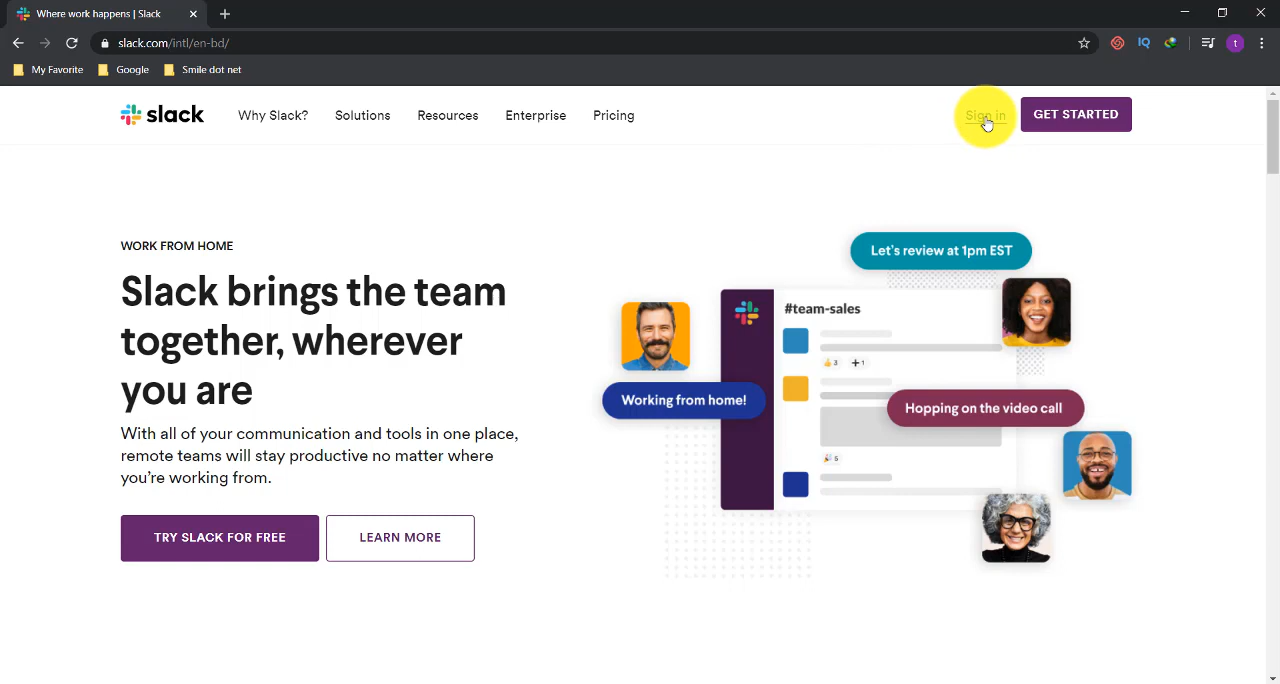 Where work happens | Slack
slack.com/intl/en-bd/
IQ
t
My Favorite
Google
Smile dot net
slack
Why Slack?
Solutions
Resources
Enterprise
Pricing
Sign in
GET STARTED
WORK FROM HOME
Slack brings the team
together, wherever
you are
With all of your communication and tools in one place,
remote teams will stay productive no matter where
you're working from.
TRY SLACK FOR FREE
LEARN MORE
Let's review at 1pm EST
#team-sales
3
+1
Working from home!
Hopping on the video call
5